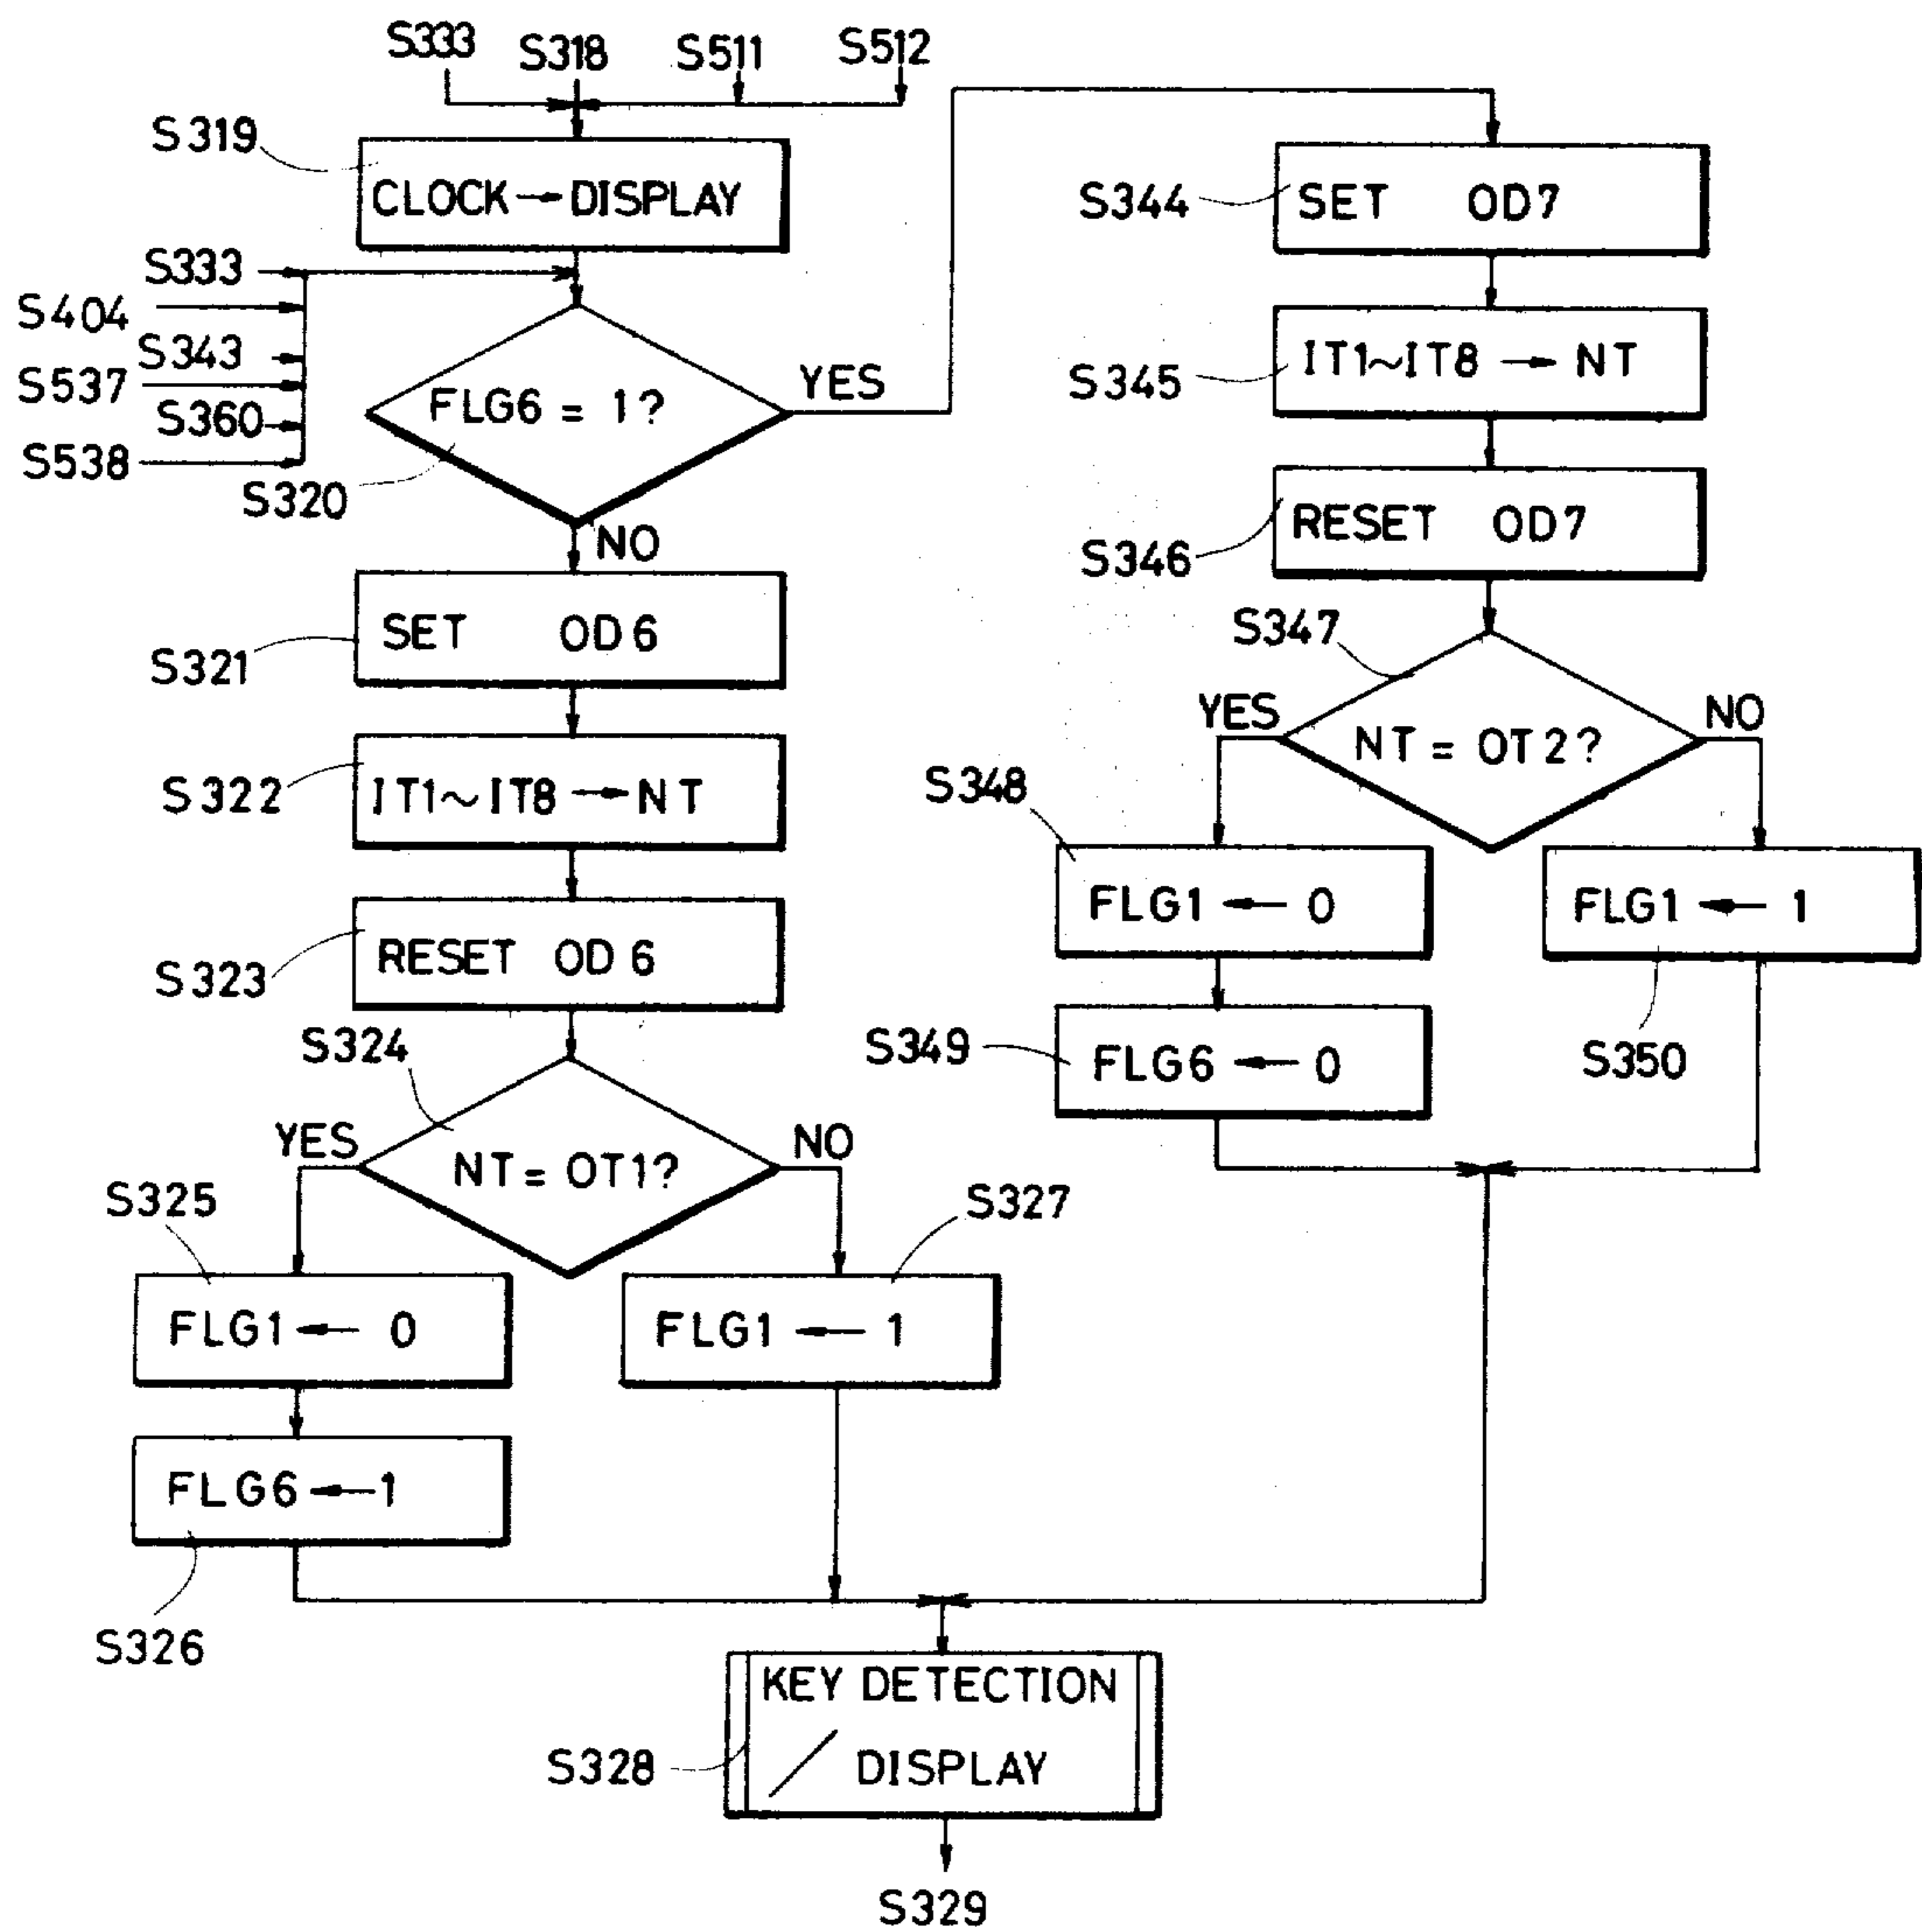 S333 S318 S511 S512
S319
CLOCK → DISPLAY
S333
S404
S343
S537
S360
S538
FLG6 = 1?
YES
S320
NO
SET OD6
S321
IT1~IT8 → NT
S322
RESET OD6
S323
S324
YES
NT = OT1?
NO
S325
S327
FLG1 ← 0
FLG1 ← 1
FLG6 ← 1
S326
S344
SET OD7
S345
IT1~IT8 → NT
RESET OD7
S346
S347
YES
NT = OT2?
NO
S348
FLG1 ← 0
FLG1 ← 1
S349
FLG6 ← 0
S350
KEY DETECTION
/ DISPLAY
S328
S329